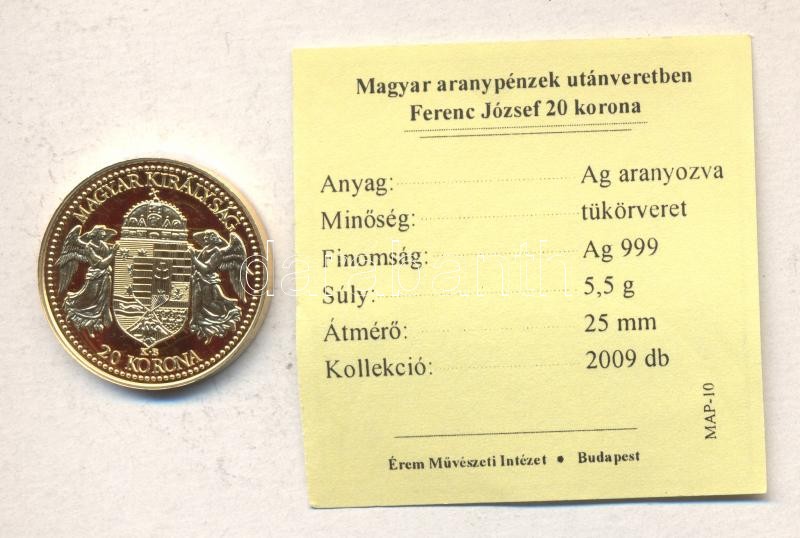 MAGYAR KIRÁLYSÁG
K·B
20 KORONA
Magyar aranypénzek utánveretben
Ferenc József 20 korona
Anyag: Ag aranyozva
Minőség: tükörveret
Finomság: Ag 999
Súly: 5,5 g
Átmérő: 25 mm
Kollekció: 2009 db
MAP-10
Érem Művészeti Intézet • Budapest
darabanth